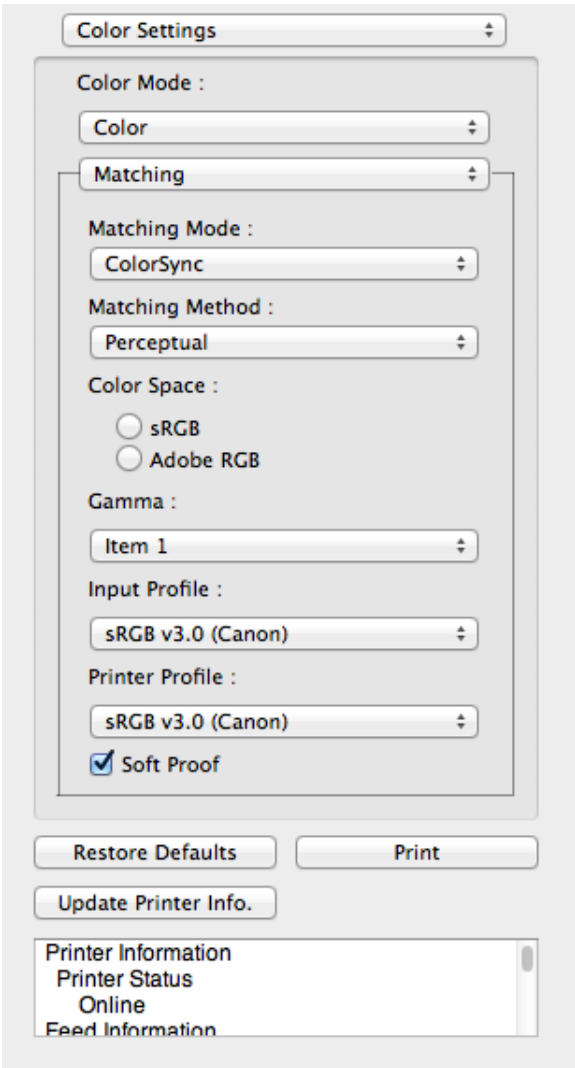 Color Settings
Color Mode :
Color
Matching
Matching Mode :
ColorSync
Matching Method :
Perceptual
Color Space :
sRGB
Adobe RGB
Gamma :
Item 1
Input Profile :
sRGB v3.0 (Canon)
Printer Profile :
sRGB v3.0 (Canon)
Soft Proof
Restore Defaults Print
Update Printer Info.
Printer Information
Printer Status
Online
Feed Information